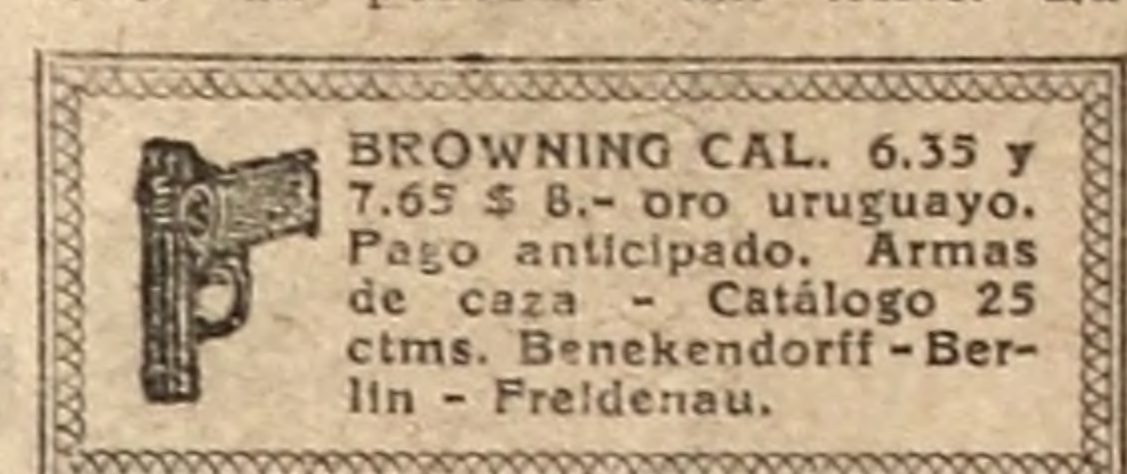 BROWNING CAL. 6.35 y
7.65 $ 8.- oro uruguayo.
Pago anticipado. Armas
de caza - Catálogo 25
ctms. Benekendorff - Ber-
lin - Freidenau.